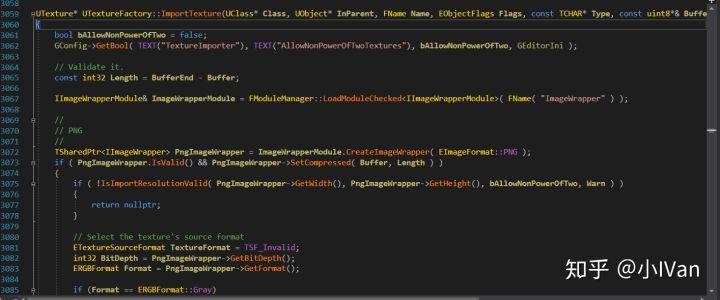 3058
3059 UTexture* UTextureFactory::ImportTexture(UClass* Class, UObject* InParent, FName Name, EObjectFlags Flags, const TCHAR* Type, const uint8*& Buffe
3060 {
3061 bool bAllowNonPowerOfTwo = false;
3062 GConfig->GetBool( TEXT("TextureImporter"), TEXT("AllowNonPowerOfTwoTextures"), bAllowNonPowerOfTwo, GEditorIni );
3063
3064 // Validate it.
3065 const int32 Length = BufferEnd - Buffer;
3066
3067 IImageWrapperModule& ImageWrapperModule = FModuleManager::LoadModuleChecked<IImageWrapperModule>( FName( "ImageWrapper" ) );
3068
3069 //
3070 // PNG
3071 //
3072 TSharedPtr<IImageWrapper> PngImageWrapper = ImageWrapperModule.CreateImageWrapper( EImageFormat::PNG );
3073 if ( PngImageWrapper.IsValid() && PngImageWrapper->SetCompressed( Buffer, Length ) )
3074 {
3075 if ( !IsImportResolutionValid( PngImageWrapper->GetWidth(), PngImageWrapper->GetHeight(), bAllowNonPowerOfTwo, Warn ) )
3076 {
3077 return nullptr;
3078 }
3079
3080 // Select the texture's source format
3081 ETextureSourceFormat TextureFormat = TSF_Invalid;
3082 int32 BitDepth = PngImageWrapper->GetBitDepth();
3083 ERGBFormat Format = PngImageWrapper->GetFormat();
3084
3085 if (Format == ERGBFormat::Gray)
知乎 @小IVan